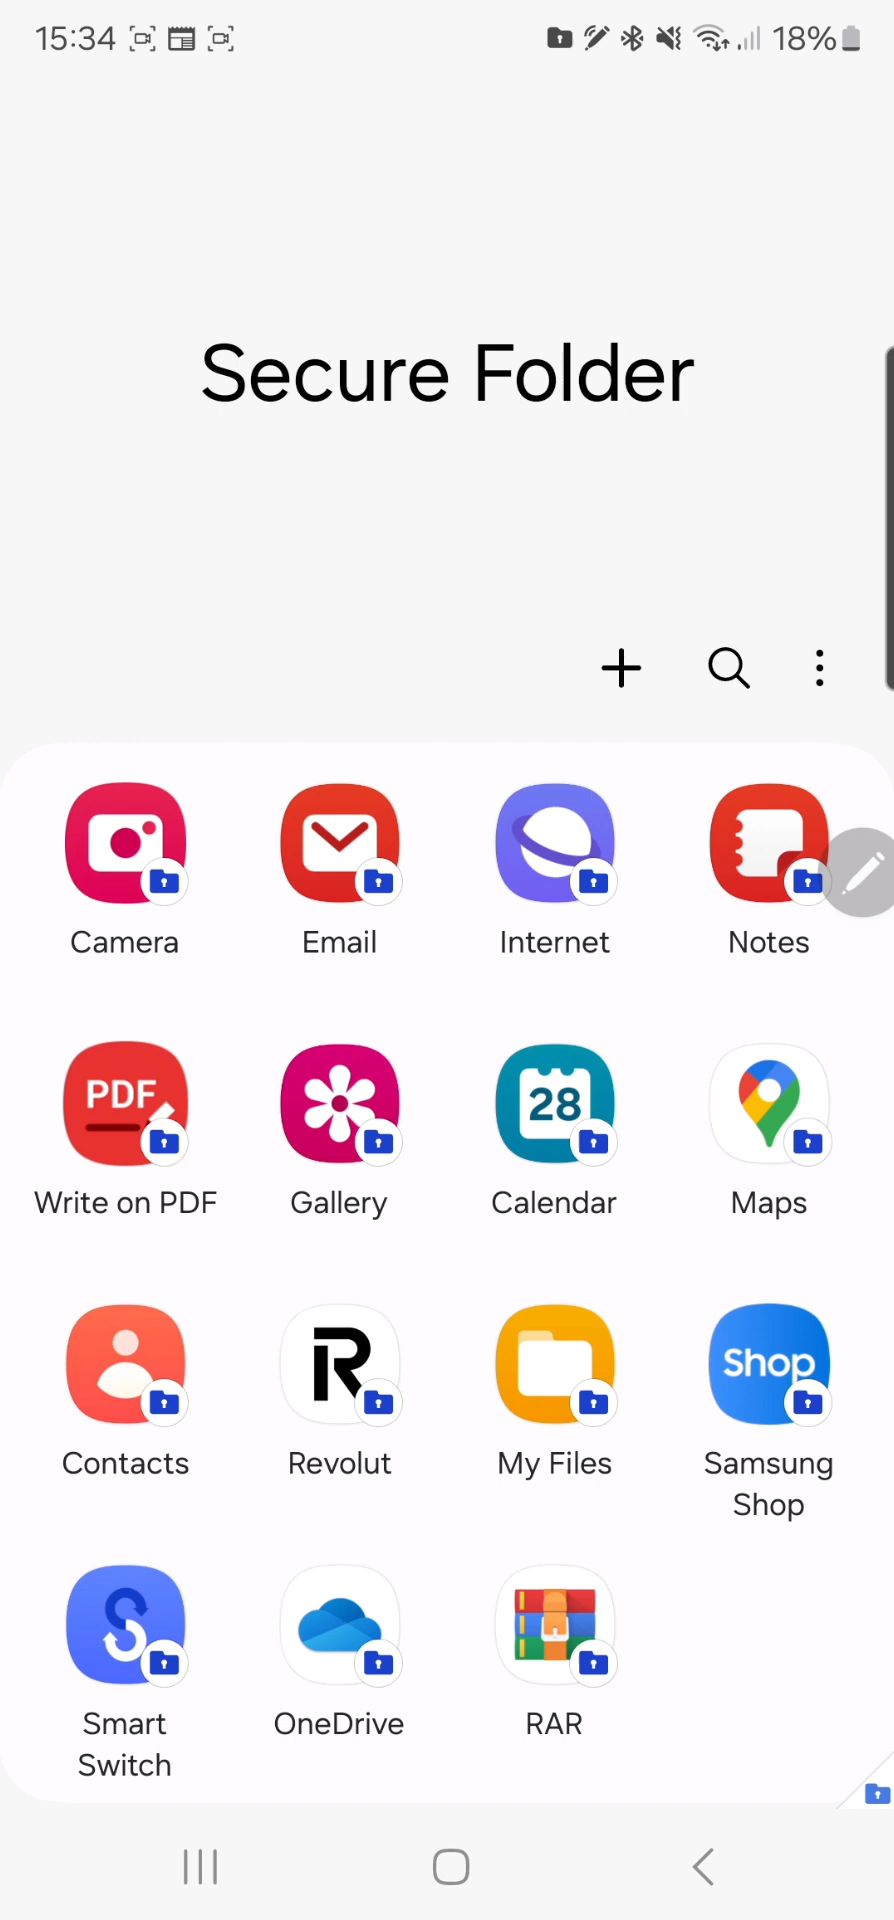 15:34
18%
Secure Folder
Camera
Email
Internet
Notes
PDF
Write on PDF
Gallery
28
Calendar
Maps
Contacts
R
Revolut
My Files
Shop
Samsung
Shop
Smart
Switch
OneDrive
RAR